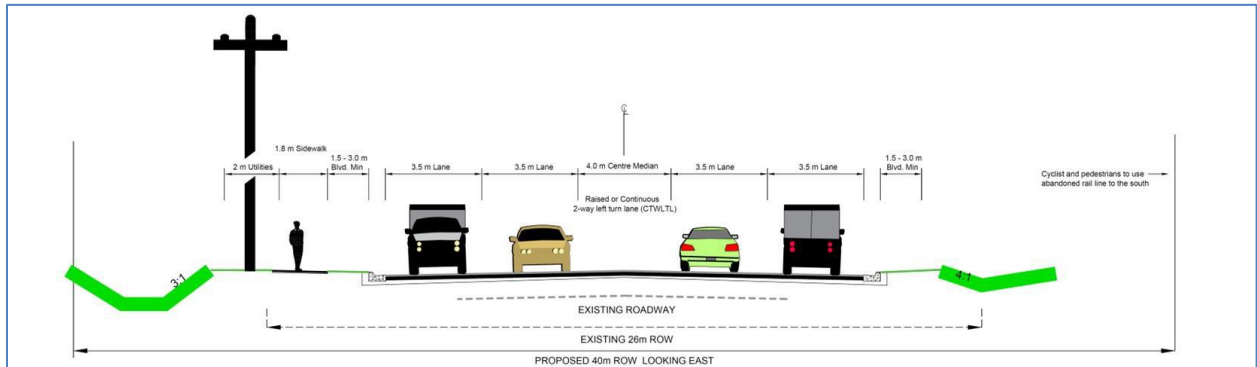 ℄
1.8 m Sidewalk
2 m Utilities
1.5 - 3.0 m
Blvd. Min
3.5 m Lane
3.5 m Lane
4.0 m Centre Median
3.5 m Lane
3.5 m Lane
1.5 - 3.0 m
Blvd. Min
Cyclist and pedestrians to use
abandoned rail line to the south
Raised or Continuous
2-way left turn lane (CTWLTL)
3:1
4:1
EXISTING ROADWAY
EXISTING 26m ROW
PROPOSED 40m ROW LOOKING EAST